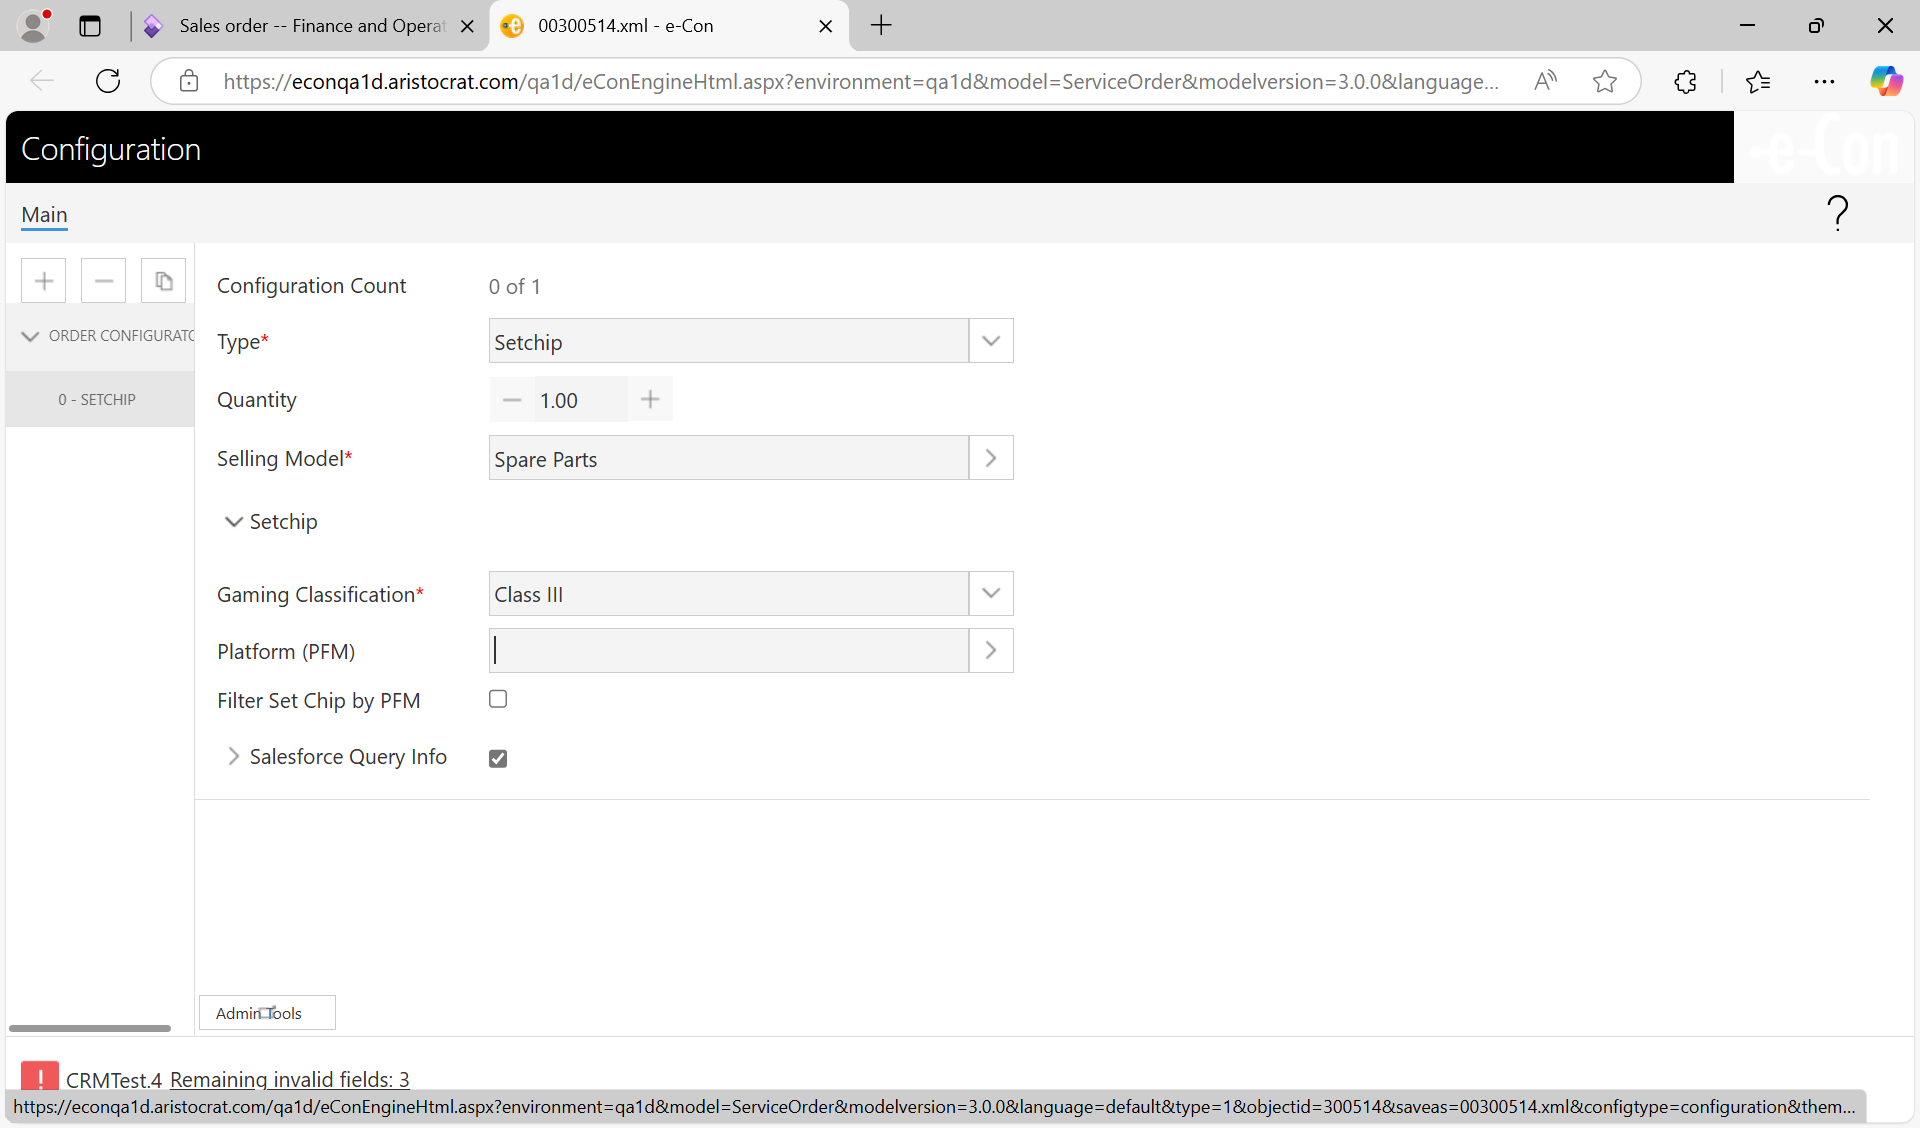 Sales order -- Finance and Operat
00300514.xml - e-Con
https://econqa1d.aristocrat.com/qa1d/eConEngineHtml.aspx?environment=qa1d&model=ServiceOrder&modelversion=3.0.0&language...
Configuration
e-Con
Main
?
Configuration Count
0 of 1
ORDER CONFIGURATO
Type*
Setchip
0 - SETCHIP
Quantity
1.00
Selling Model*
Spare Parts
Setchip
Gaming Classification*
Class III
Platform (PFM)
Filter Set Chip by PFM
Salesforce Query Info
Admin Tools
CRMTest.4 Remaining invalid fields: 3
https://econqa1d.aristocrat.com/qa1d/eConEngineHtml.aspx?environment=qa1d&model=ServiceOrder&modelversion=3.0.0&language=default&type=1&objectid=300514&saveas=00300514.xml&configtype=configuration&them...